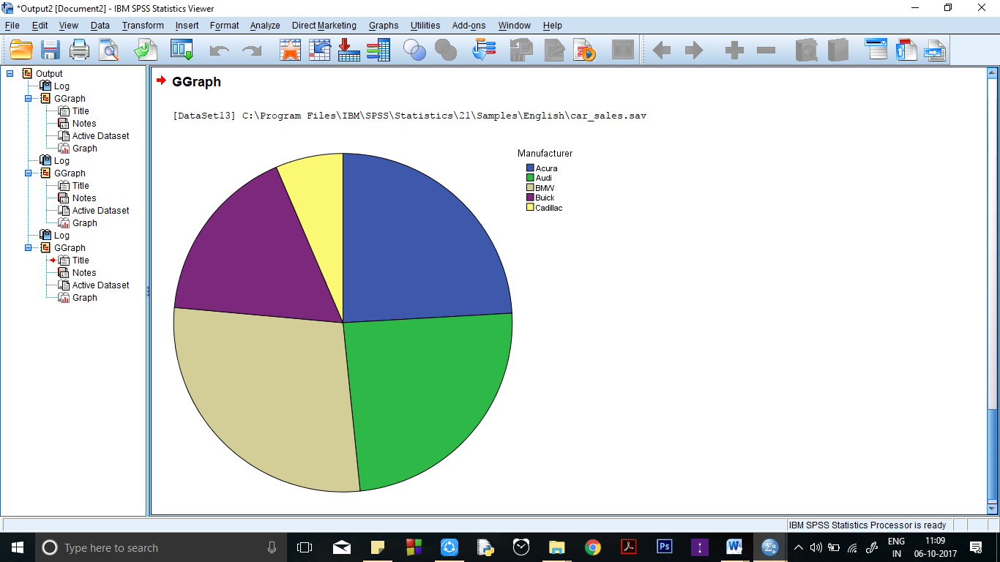 *Output2 [Document2] - IBM SPSS Statistics Viewer
File Edit View Data Transform Insert Format Analyze Direct Marketing Graphs Utilities Add-ons Window Help
Output
Log
GGraph
Title
Notes
Active Dataset
Graph
Log
GGraph
Title
Notes
Active Dataset
Graph
Log
GGraph
Title
Notes
Active Dataset
Graph
GGraph
[DataSet13] C:\Program Files\IBM\SPSS\Statistics\21\Samples\English\car_sales.sav
Manufacturer
Acura
Audi
BMW
Buick
Cadillac
IBM SPSS Statistics Processor is ready
Type here to search
Ps
ENG
IN
11:09
06-10-2017